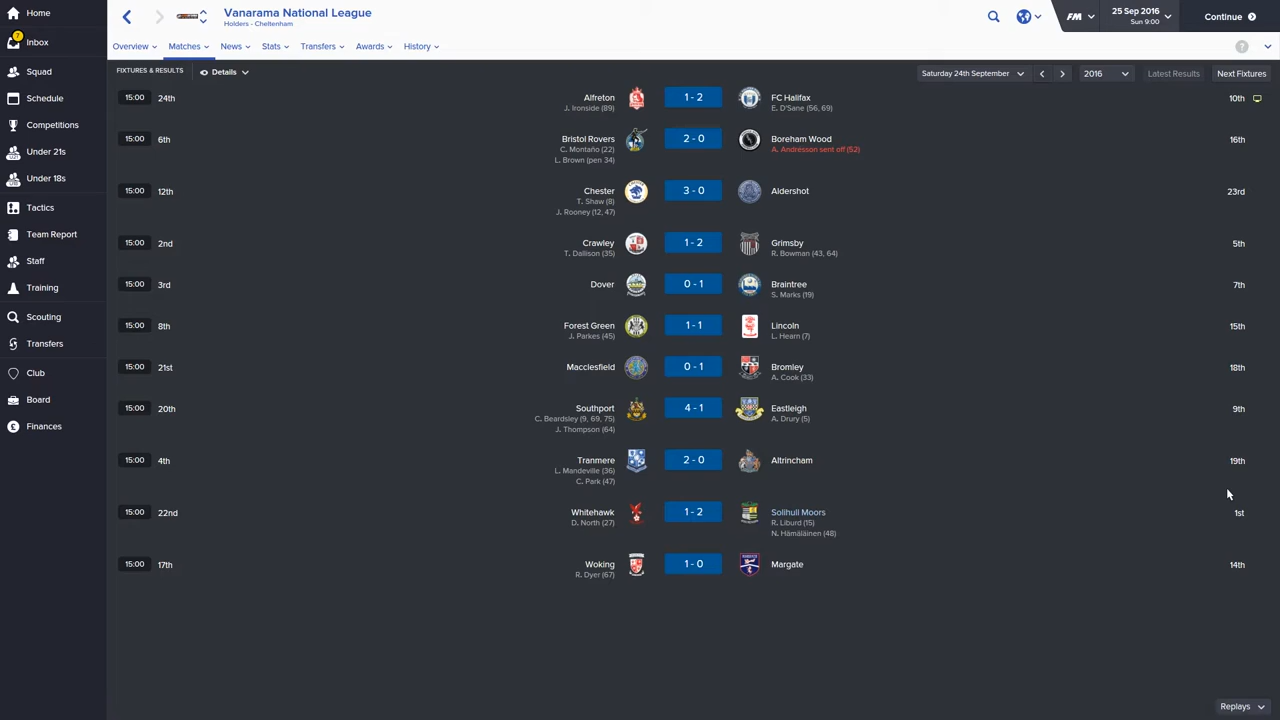 Home
7
Inbox
Squad
Schedule
Competitions
Under 21s
Under 18s
Tactics
Team Report
Staff
Training
Scouting
Transfers
Club
Board
Finances
Vanarama National League
Holders - Cheltenham
FM
25 Sep 2016
Sun 9:00
Continue
Overview Matches News Stats Transfers Awards History
?
FIXTURES & RESULTS Details Saturday 24th September 2016 Latest Results Next Fixtures
15:00 24th Alfreton 1 - 2 FC Halifax 10th
J. Ironside (89) E. D'Sane (56, 69)
15:00 6th Bristol Rovers 2 - 0 Boreham Wood 16th
C. Montaño (22) A. Andresson sent off (52)
L. Brown (pen 34)
15:00 12th Chester 3 - 0 Aldershot 23rd
T. Shaw (8)
J. Rooney (12, 47)
15:00 2nd Crawley 1 - 2 Grimsby 5th
T. Dallison (35) R. Bowman (43, 64)
15:00 3rd Dover 0 - 1 Braintree 7th
S. Marks (19)
15:00 8th Forest Green 1 - 1 Lincoln 15th
J. Parkes (45) L. Hearn (7)
15:00 21st Macclesfield 0 - 1 Bromley 18th
A. Cook (33)
15:00 20th Southport 4 - 1 Eastleigh 9th
C. Beardsley (9, 69, 75) A. Drury (5)
J. Thompson (64)
15:00 4th Tranmere 2 - 0 Altrincham 19th
L. Mandeville (36)
C. Park (47)
15:00 22nd Whitehawk 1 - 2 Solihull Moors 1st
D. North (27) R. Liburd (15)
N. Hämäläinen (48)
15:00 17th Woking 1 - 0 Margate 14th
R. Dyer (67)
Replays